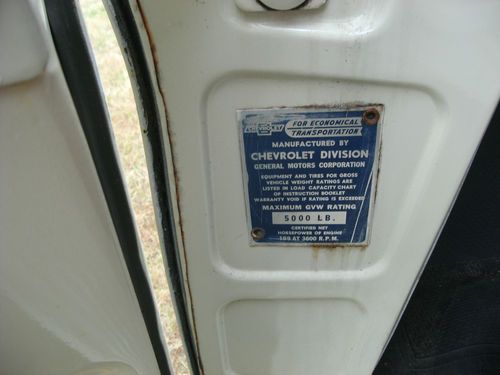 CHEVROLET
FOR ECONOMICAL
TRANSPORTATION
MANUFACTURED BY
CHEVROLET DIVISION
GENERAL MOTORS CORPORATION
EQUIPMENT AND TIRES FOR GROSS
VEHICLE WEIGHT RATINGS ARE
LISTED IN LOAD CAPACITY CHART
OF INSTRUCTION BOOKLET
WARRANTY VOID IF RATING IS EXCEEDED
MAXIMUM GVW RATING
5000 LB.
CERTIFIED NET
HORSEPOWER OF ENGINE
AT 3600 R.P.M.